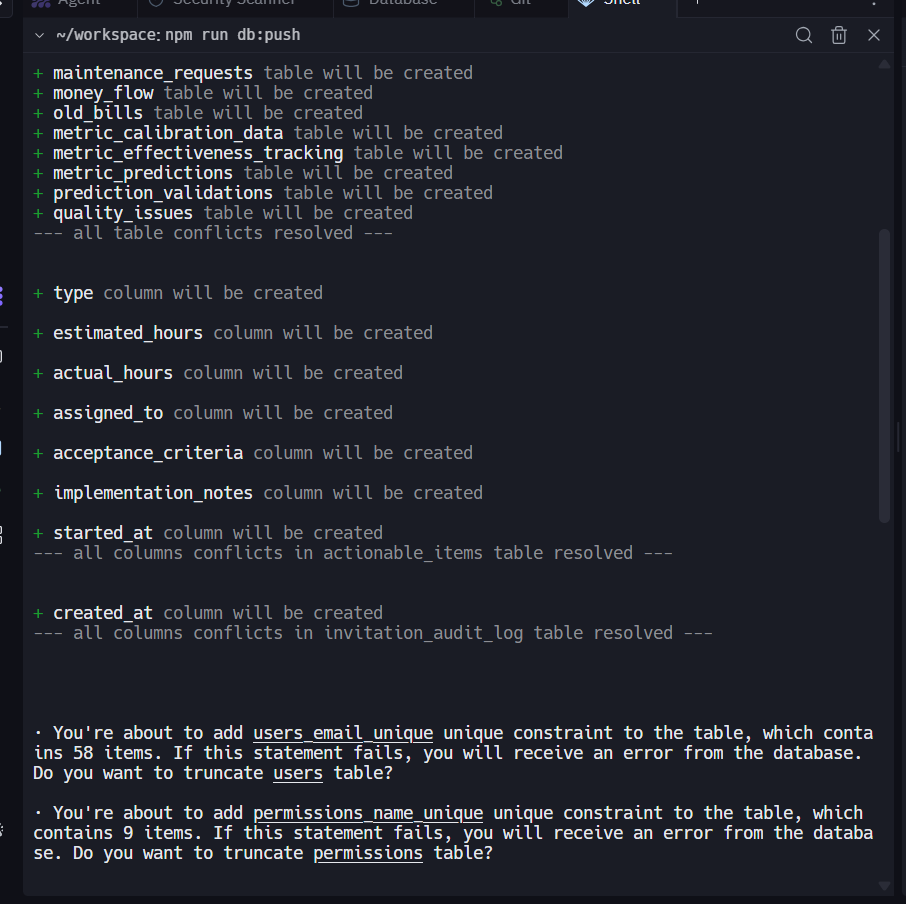 Agent Security Scanner Database Git Shell
~/workspace: npm run db:push
+ maintenance_requests table will be created
+ money_flow table will be created
+ old_bills table will be created
+ metric_calibration_data table will be created
+ metric_effectiveness_tracking table will be created
+ metric_predictions table will be created
+ prediction_validations table will be created
+ quality_issues table will be created
--- all table conflicts resolved ---
+ type column will be created
+ estimated_hours column will be created
+ actual_hours column will be created
+ assigned_to column will be created
+ acceptance_criteria column will be created
+ implementation_notes column will be created
+ started_at column will be created
--- all columns conflicts in actionable_items table resolved ---
+ created_at column will be created
--- all columns conflicts in invitation_audit_log table resolved ---
· You're about to add users_email_unique unique constraint to the table, which conta
ins 58 items. If this statement fails, you will receive an error from the database.
Do you want to truncate users table?
· You're about to add permissions_name_unique unique constraint to the table, which
contains 9 items. If this statement fails, you will receive an error from the databa
se. Do you want to truncate permissions table?